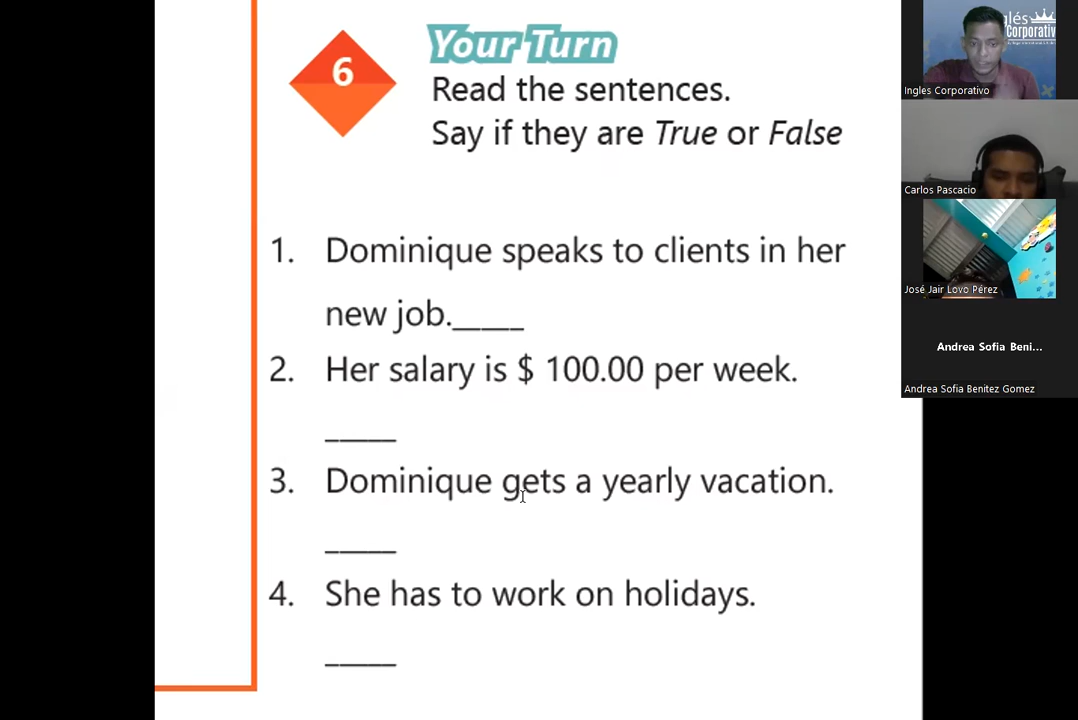 6
Your Turn
Read the sentences.
Say if they are True or False
1. Dominique speaks to clients in her
new job._____
2. Her salary is $ 100.00 per week.
_____
3. Dominique gets a yearly vacation.
_____
4. She has to work on holidays.
_____
glés
Corporativ
Ingles Corporativo
Carlos Pascacio
José Jair Lovo Pérez
Andrea Sofia Beni...
Andrea Sofia Benitez Gomez